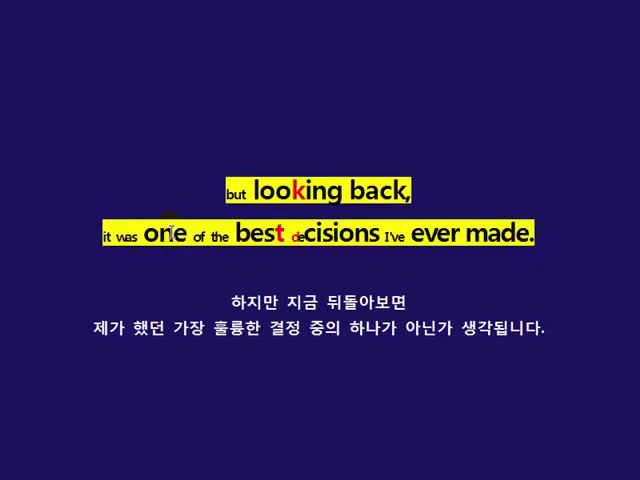 but looking back,
it was one of the best decisions I've ever made.
하지만 지금 뒤돌아보면
제가 했던 가장 훌륭한 결정 중의 하나가 아닌가 생각됩니다.